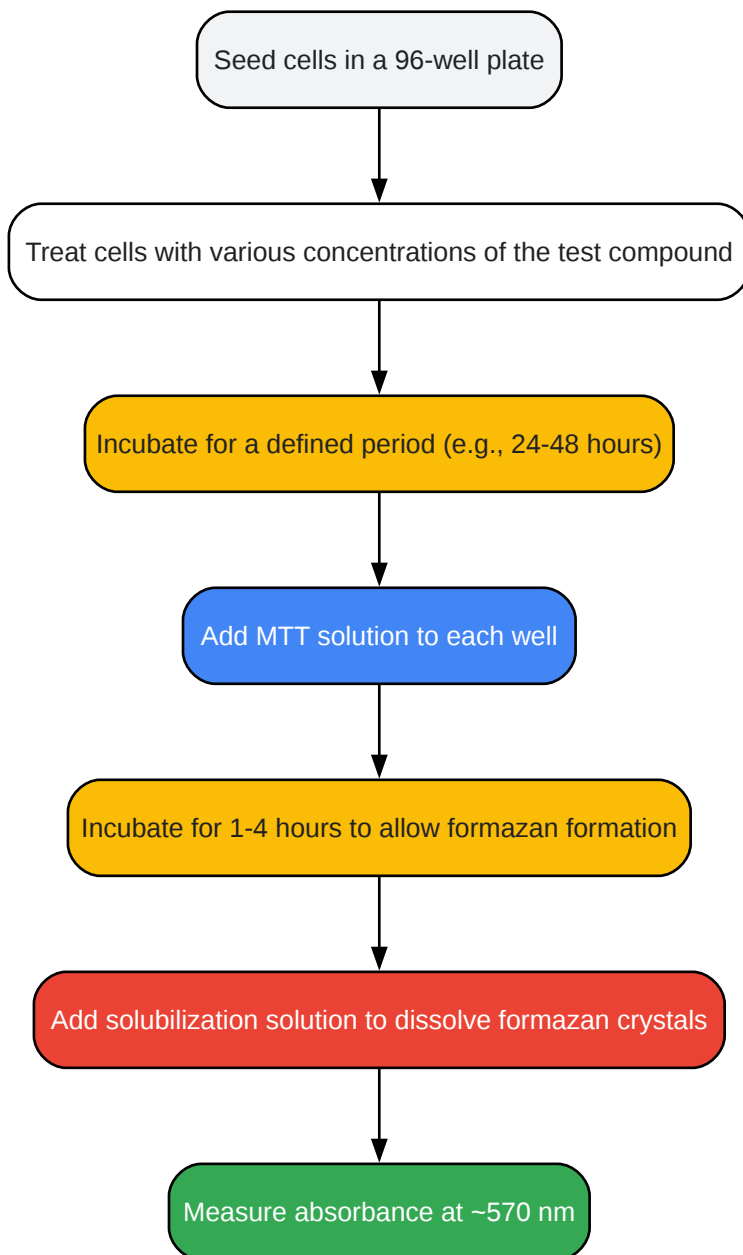 Seed cells in a 96-well plate
Treat cells with various concentrations of the test compound
Incubate for a defined period (e.g., 24-48 hours)
Add MTT solution to each well
Incubate for 1-4 hours to allow formazan formation
Add solubilization solution to dissolve formazan crystals
Measure absorbance at ~570 nm